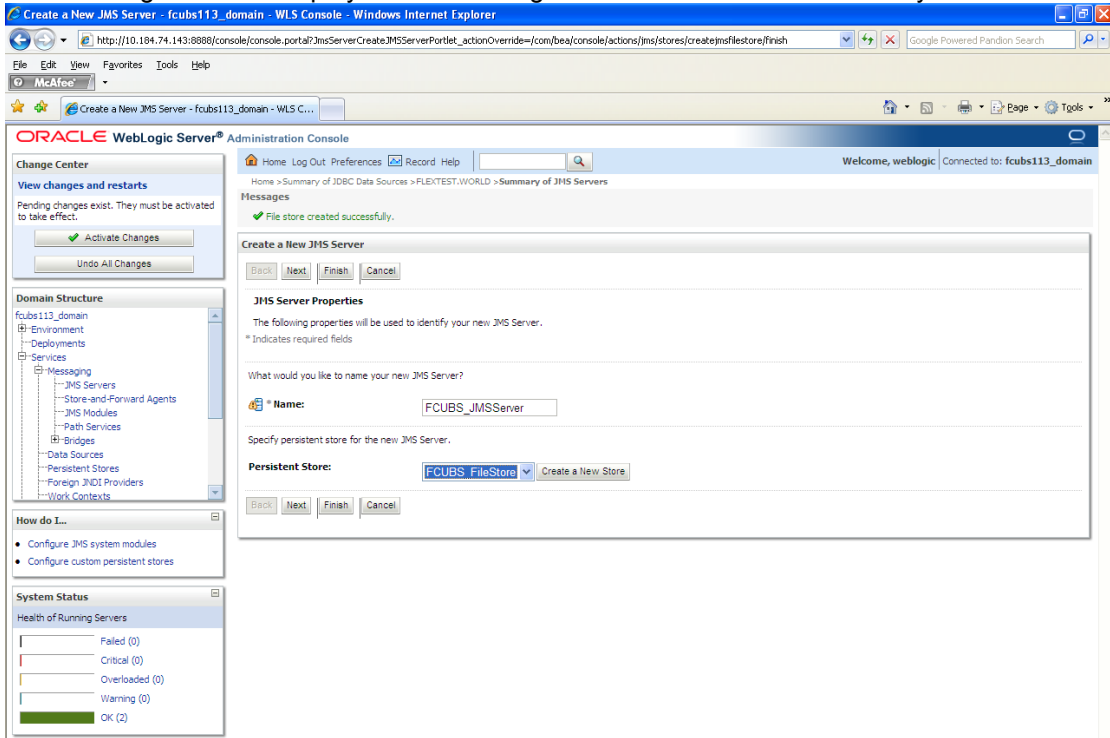 Create a New JMS Server - fcubs113_domain - WLS Console - Windows Internet Explorer
http://10.184.74.143:8888/console/console.portal?JmsServerCreateJMSServerPortlet_actionOverride=/com/bea/console/actions/jms/stores/createjmsfilestore/finish
Google Powered Pandion Search
File Edit View Favorites Tools Help
McAfee
Create a New JMS Server - fcubs113_domain - WLS C...
Page Tools »
ORACLE WebLogic Server® Administration Console
Change Center
View changes and restarts
Pending changes exist. They must be activated
to take effect.
Activate Changes
Undo All Changes
Domain Structure
fcubs113_domain
Environment
Deployments
Services
Messaging
JMS Servers
Store-and-Forward Agents
JMS Modules
Path Services
Bridges
Data Sources
Persistent Stores
Foreign JNDI Providers
Work Contexts
How do I...
Configure JMS system modules
Configure custom persistent stores
System Status
Health of Running Servers
Failed (0)
Critical (0)
Overloaded (0)
Warning (0)
OK (2)
Home Log Out Preferences Record Help
Welcome, weblogic Connected to: fcubs113_domain
Home >Summary of JDBC Data Sources >FLEXTEST.WORLD >Summary of JMS Servers
Messages
File store created successfully.
Create a New JMS Server
Back Next Finish Cancel
JMS Server Properties
The following properties will be used to identify your new JMS Server.
* Indicates required fields
What would you like to name your new JMS Server?
* Name: FCUBS_JMSServer
Specify persistent store for the new JMS Server.
Persistent Store: FCUBS_FileStore Create a New Store
Back Next Finish Cancel